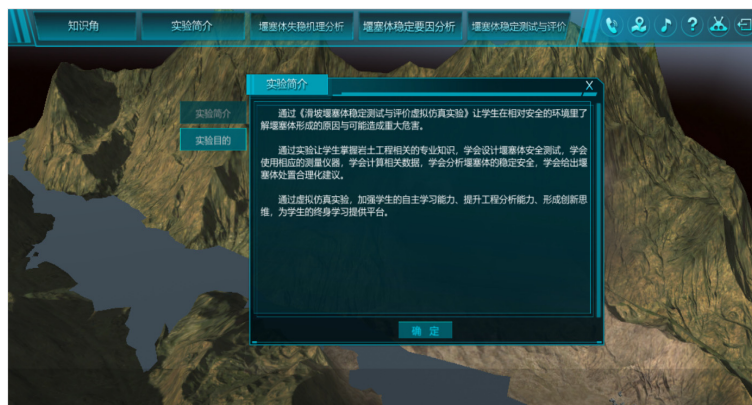 知识角
实验简介
堰塞体失稳机理分析
堰塞体稳定要因分析
堰塞体稳定测试与评价
?
实验简介
X
实验简介
实验目的
通过《滑坡堰塞体稳定测试与评价虚拟仿真实验》让学生在相对安全的环境里了
解堰塞体形成的原因与可能造成重大危害。
通过实验让学生掌握岩土工程相关的专业知识，学会设计堰塞体安全测试，学会
使用相应的测量仪器，学会计算相关数据，学会分析堰塞体的稳定安全，学会给出堰
塞体处置合理化建议。
通过虚拟仿真实验，加强学生的自主学习能力、提升工程分析能力、形成创新思
维，为学生的终身学习提供平台。
确 定